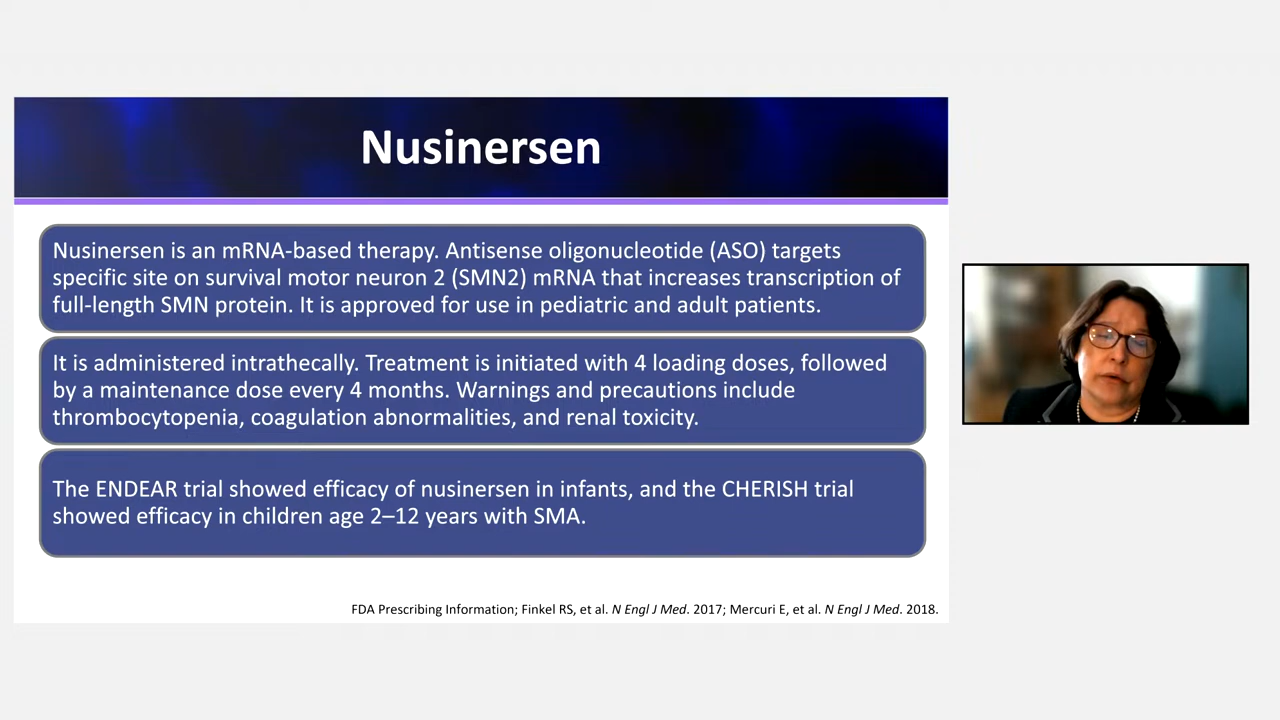 Nusinersen
Nusinersen is an mRNA-based therapy. Antisense oligonucleotide (ASO) targets
specific site on survival motor neuron 2 (SMN2) mRNA that increases transcription of
full-length SMN protein. It is approved for use in pediatric and adult patients.
It is administered intrathecally. Treatment is initiated with 4 loading doses, followed
by a maintenance dose every 4 months. Warnings and precautions include
thrombocytopenia, coagulation abnormalities, and renal toxicity.
The ENDEAR trial showed efficacy of nusinersen in infants, and the CHERISH trial
showed efficacy in children age 2–12 years with SMA.
FDA Prescribing Information; Finkel RS, et al. N Engl J Med. 2017; Mercuri E, et al. N Engl J Med. 2018.